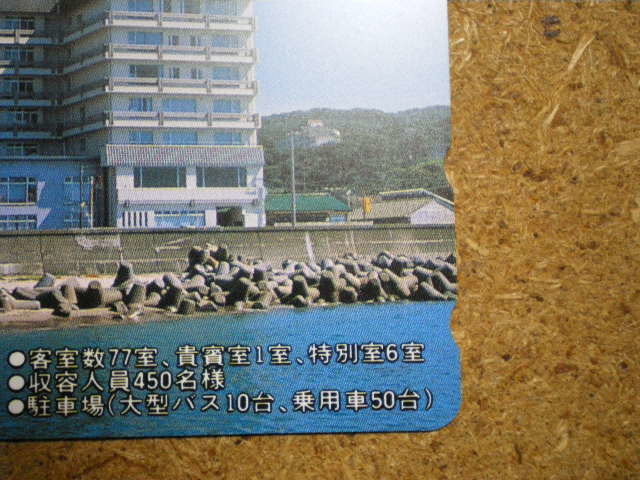 ●客室数77室、貴賓室1室、特別室6室
●収容人員450名様
●駐車場(大型バス10台、乗用車50台)